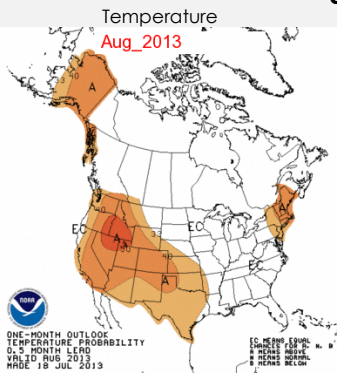 Temperature
Aug_2013
33
40
A
EC
EC
33
40
A
50
40
A
EC
NOAA
ONE-MONTH OUTLOOK
TEMPERATURE PROBABILITY
0.5 MONTH LEAD
VALID AUG 2013
MADE 18 JUL 2013
EC MEANS EQUAL
CHANCES FOR A, N, B
A MEANS ABOVE
N MEANS NORMAL
B MEANS BELOW